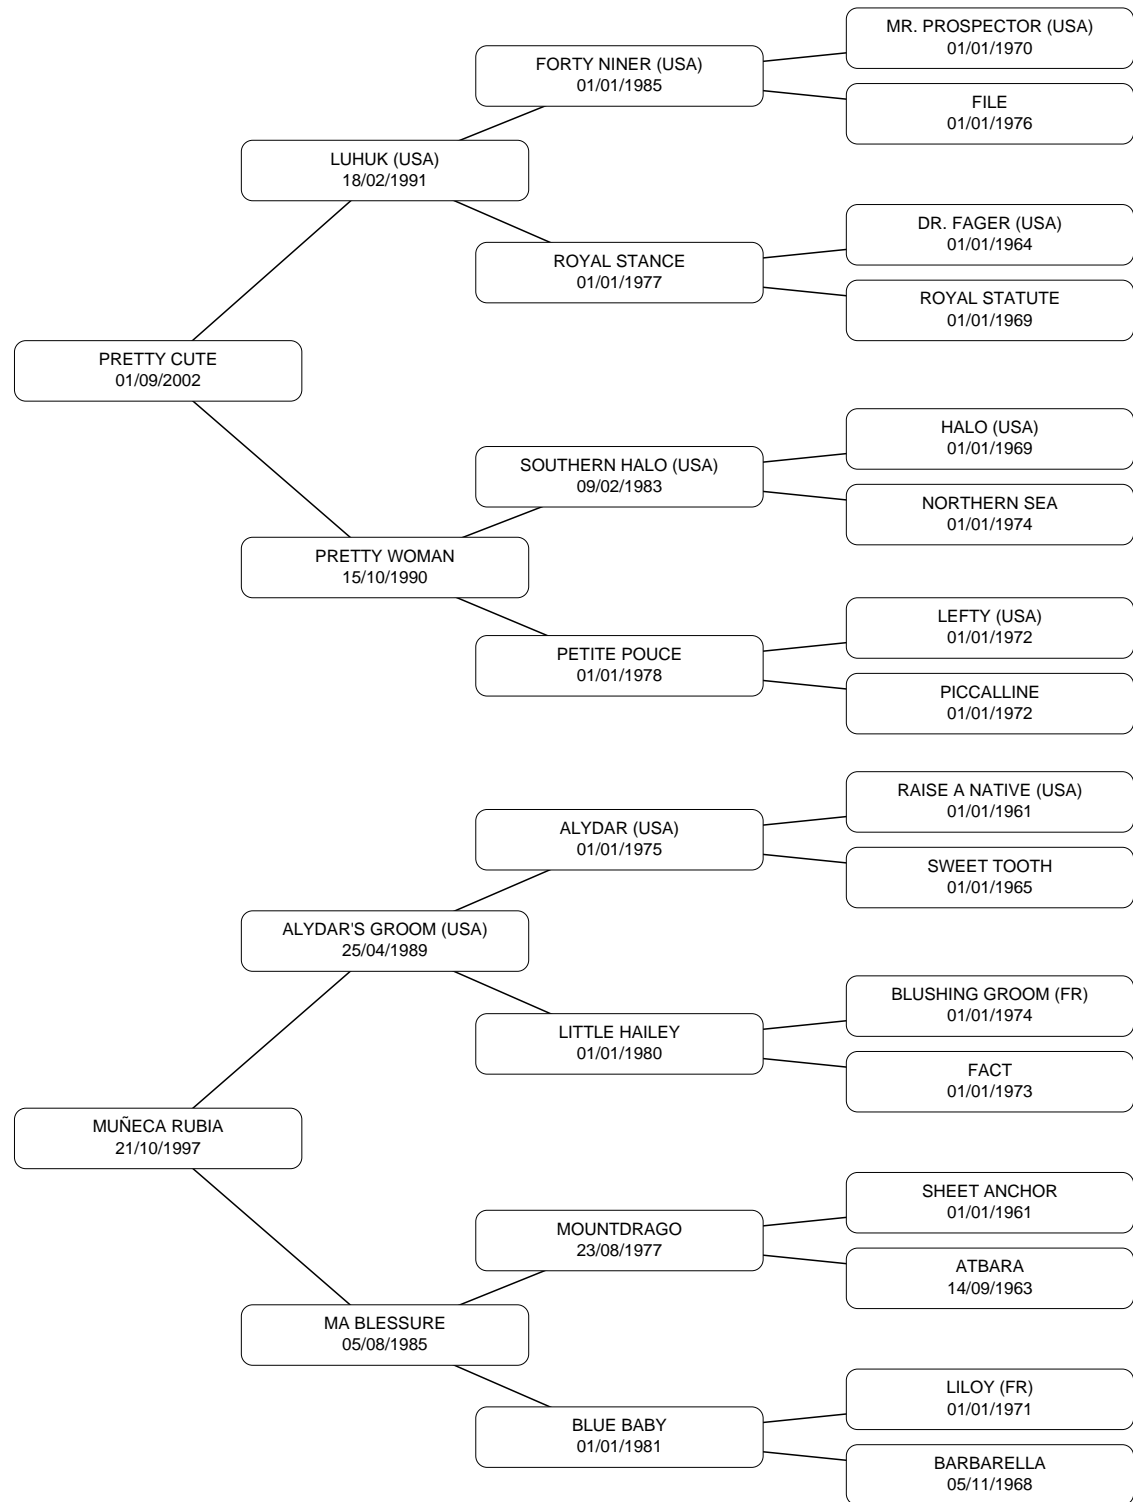 MR. PROSPECTOR (USA)
01/01/1970
FORTY NINER (USA)
01/01/1985
FILE
01/01/1976
LUHUK (USA)
18/02/1991
DR. FAGER (USA)
01/01/1964
ROYAL STANCE
01/01/1977
ROYAL STATUTE
01/01/1969
PRETTY CUTE
01/09/2002
HALO (USA)
01/01/1969
SOUTHERN HALO (USA)
09/02/1983
NORTHERN SEA
01/01/1974
PRETTY WOMAN
15/10/1990
LEFTY (USA)
01/01/1972
PETITE POUCE
01/01/1978
PICCALLINE
01/01/1972
RAISE A NATIVE (USA)
01/01/1961
ALYDAR (USA)
01/01/1975
SWEET TOOTH
01/01/1965
ALYDAR'S GROOM (USA)
25/04/1989
BLUSHING GROOM (FR)
01/01/1974
LITTLE HAILEY
01/01/1980
FACT
01/01/1973
MUÑECA RUBIA
21/10/1997
SHEET ANCHOR
01/01/1961
MOUNTDRAGO
23/08/1977
ATBARA
14/09/1963
MA BLESSURE
05/08/1985
LILOY (FR)
01/01/1971
BLUE BABY
01/01/1981
BARBARELLA
05/11/1968